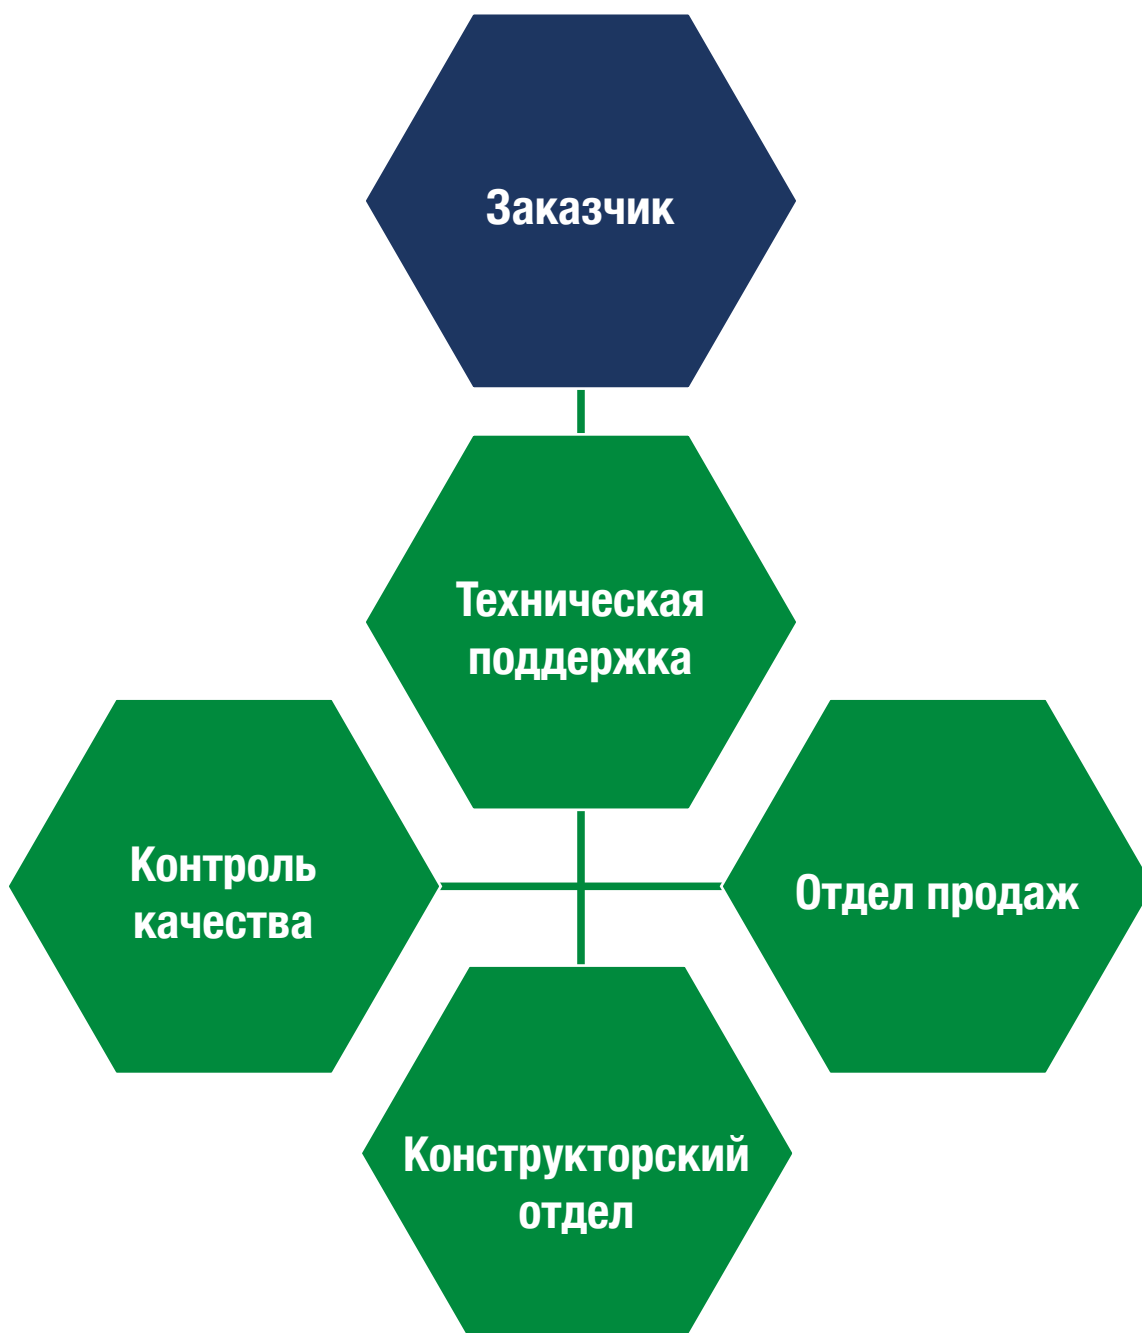 Заказчик
Техническая
поддержка
Контроль
качества
Отдел продаж
Конструкторский
отдел